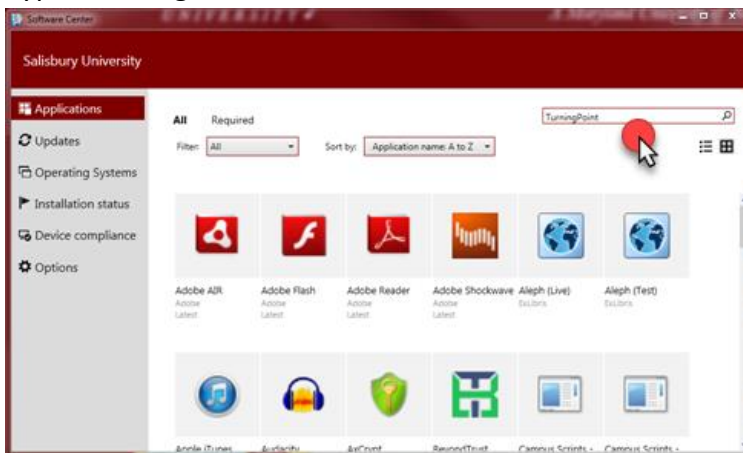 Software Center
UNIVERSITY
Salisbury University
Applications
Updates
Operating Systems
Installation status
Device compliance
Options
All Required
TurningPoint
Filter: All Sort by: Application name: A to Z
Adobe AIR Adobe Flash Adobe Reader Adobe Shockwave Aleph (Live) Aleph (Test)
Adobe Adobe Adobe Adobe ExLibris ExLibris
Latest Latest Latest Latest
Apple iTunes Audacity AxCrypt BeyondTrust Campus Scripts - Campus Scripts -